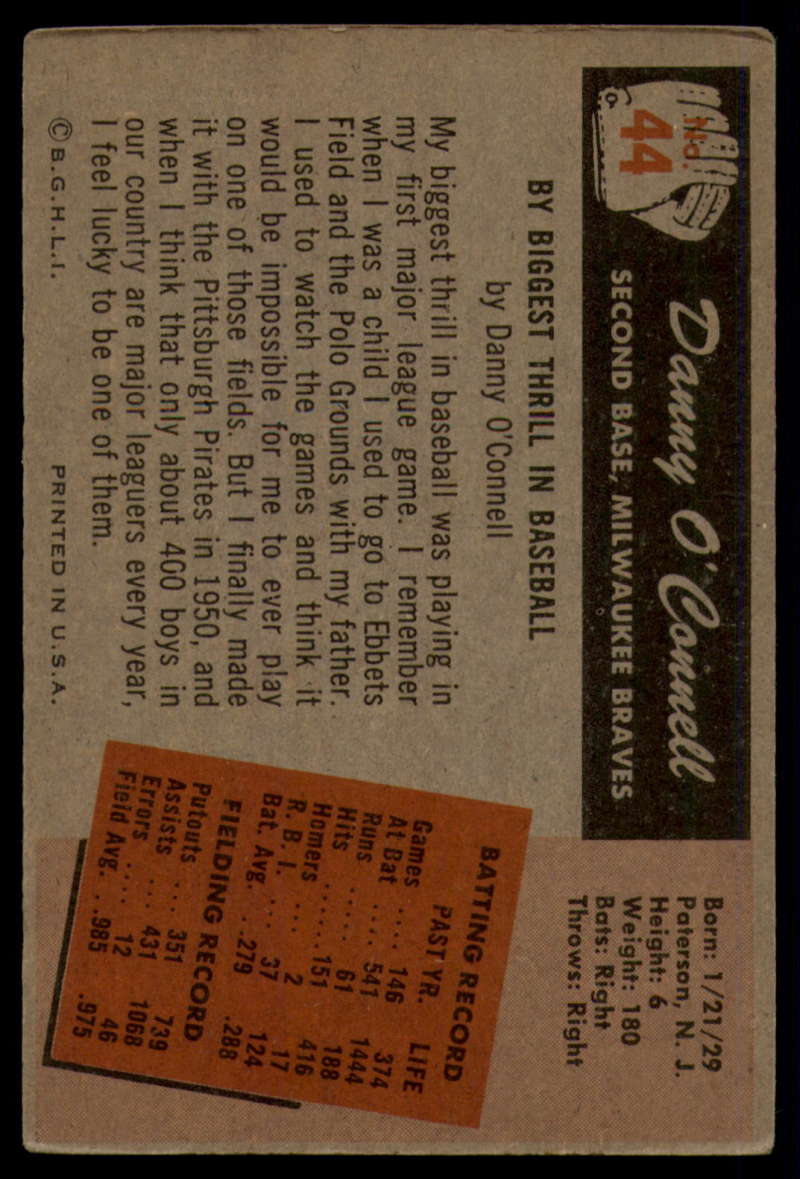 No.
44
Danny O'Connell
SECOND BASE, MILWAUKEE BRAVES
Born: 1/21/29
Paterson, N. J.
Height: 6
Weight: 180
Bats: Right
Throws: Right
BY BIGGEST THRILL IN BASEBALL
by Danny O'Connell
My biggest thrill in baseball was playing in
my first major league game. I remember
when I was a child I used to go to Ebbets
Field and the Polo Grounds with my father.
I used to watch the games and think it
would be impossible for me to ever play
on one of those fields. But I finally made
it with the Pittsburgh Pirates in 1950, and
when I think that only about 400 boys in
our country are major leaguers every year,
I feel lucky to be one of them.
© B.G.H.L.I. PRINTED IN U.S.A.
BATTING RECORD
PAST YR. LIFE
Games .... 146 374
At Bat .... 541 1444
Runs ..... 61 188
Hits ......151 416
Homers ... 2 17
R. B. I. ... 37 124
Bat. Avg. ..279 .288
FIELDING RECORD
Putouts ... 351 739
Assists ... 431 1068
Errors .... 12 46
Field Avg. ..985 .975